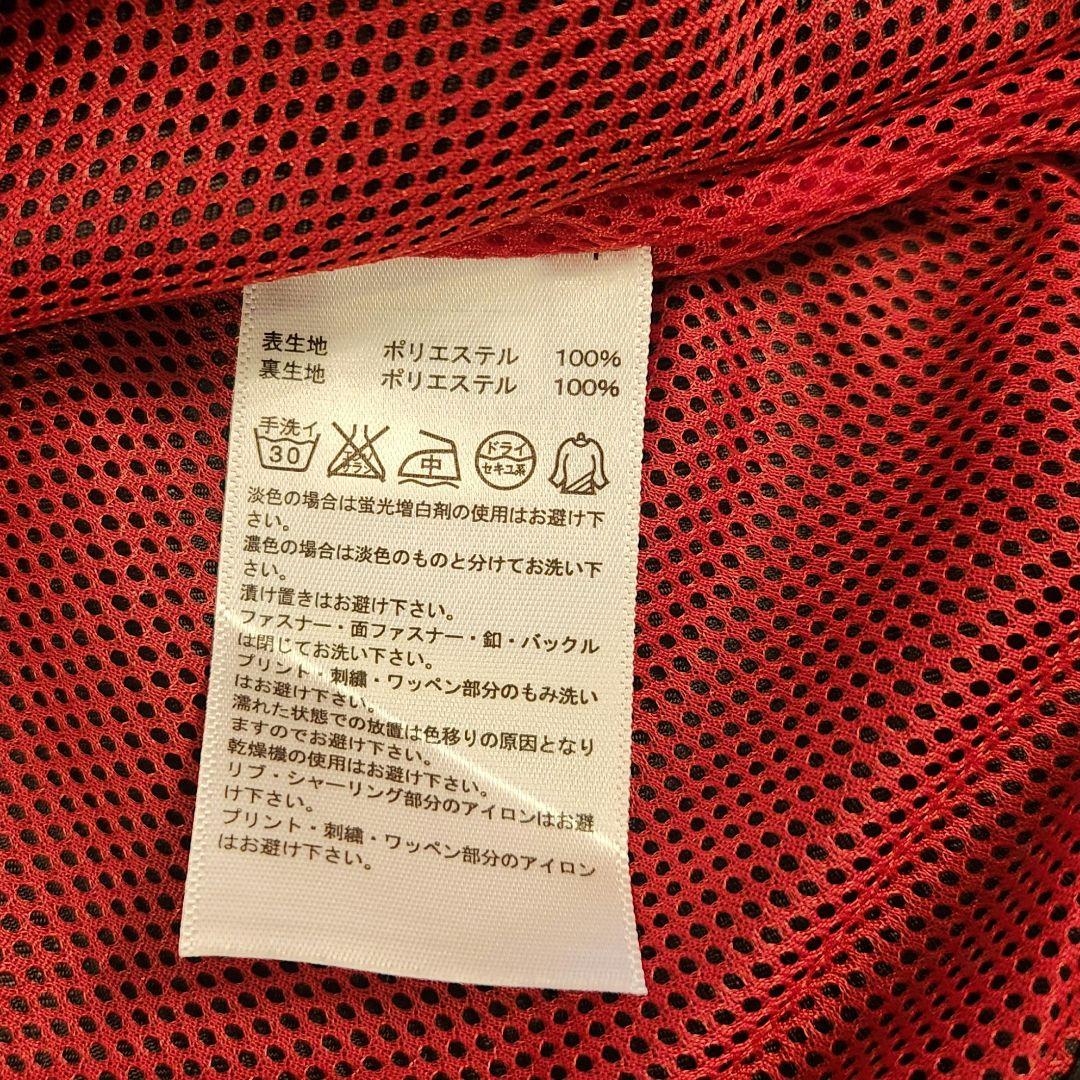 表生地 ポリエステル 100%
裏生地 ポリエステル 100%
手洗イ
30
エンソ サラシ
中
ドライ
セキユ系
淡色の場合は蛍光増白剤の使用はお避け下
さい。
濃色の場合は淡色のものと分けてお洗い下
さい。
漬け置きはお避け下さい。
ファスナー・面ファスナー・釦・バックル
は閉じてお洗い下さい。
プリント・刺繍・ワッペン部分のもみ洗い
はお避け下さい。
濡れた状態での放置は色移りの原因となり
ますのでお避け下さい。
乾燥機の使用はお避け下さい。
リブ・シャーリング部分のアイロンはお避
け下さい。
プリント・刺繍・ワッペン部分のアイロン
はお避け下さい。